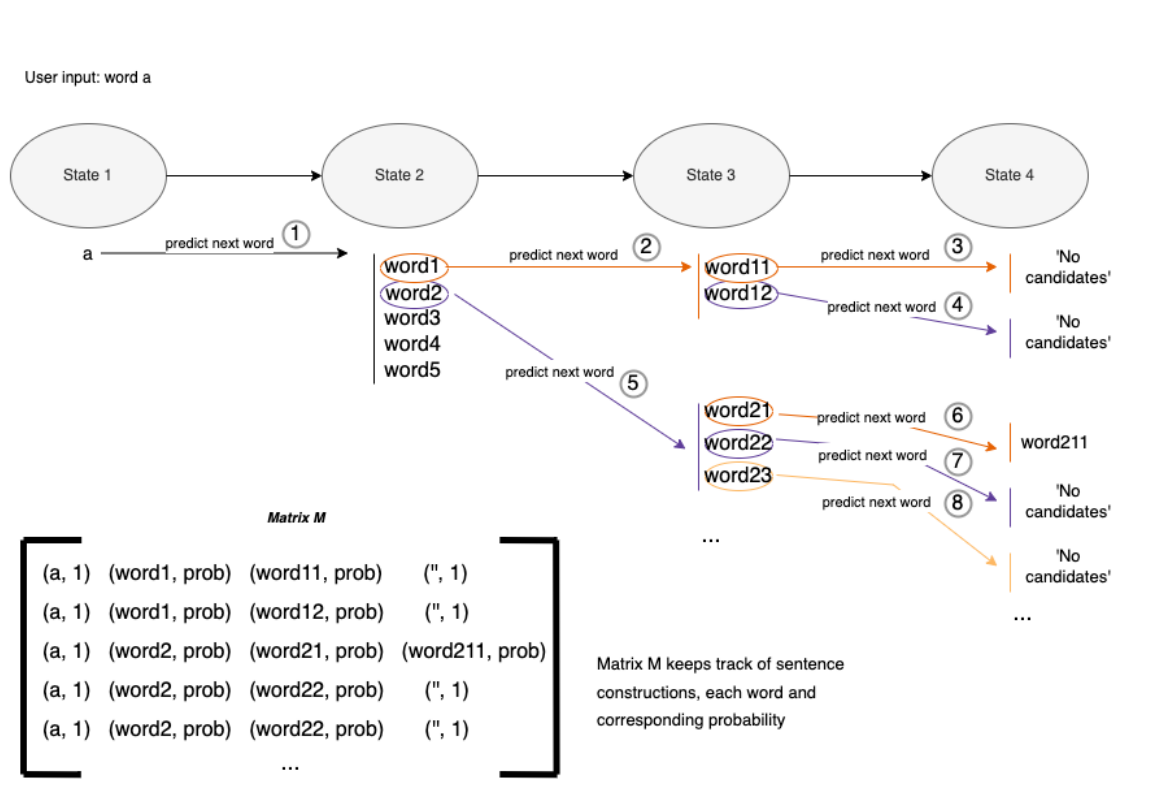 User input: word a
State 1
State 2
State 3
State 4
a
predict next word
1
word1
word2
word3
word4
word5
predict next word
2
word11
word12
predict next word
3
'No
candidates'
predict next word
4
'No
candidates'
predict next word
5
word21
word22
word23
...
predict next word
6
word211
predict next word
7
'No
candidates'
predict next word
8
'No
candidates'
...
Matrix M
(a, 1) (word1, prob) (word11, prob) ('', 1)
(a, 1) (word1, prob) (word12, prob) ('', 1)
(a, 1) (word2, prob) (word21, prob) (word211, prob)
(a, 1) (word2, prob) (word22, prob) ('', 1)
(a, 1) (word2, prob) (word22, prob) ('', 1)
...
Matrix M keeps track of sentence
constructions, each word and
corresponding probability